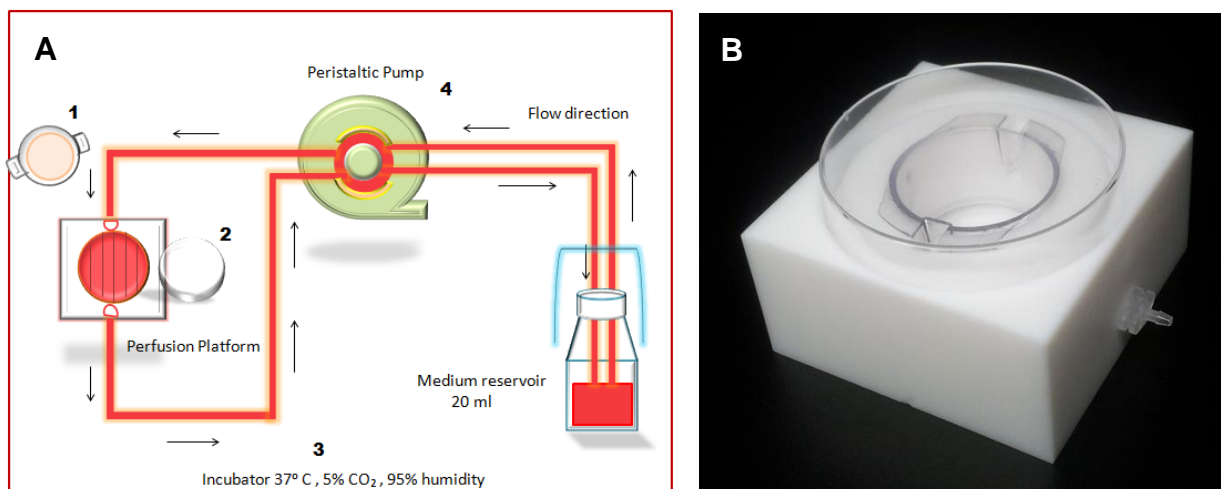 A
B
Peristaltic Pump
4
1
Flow direction
2
Perfusion Platform
Medium reservoir
20 ml
3
Incubator 37º C , 5% CO₂ , 95% humidity